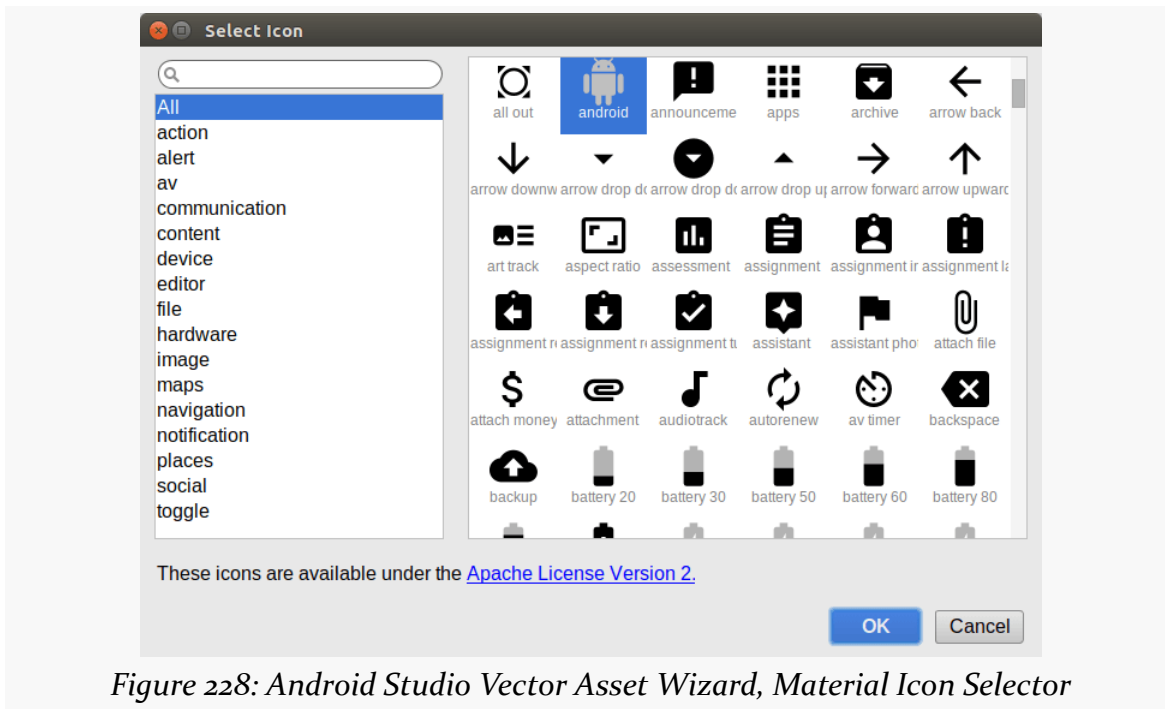 Select Icon
All
action
alert
av
communication
content
device
editor
file
hardware
image
maps
navigation
notification
places
social
toggle
all out android announceme apps archive arrow back
arrow downw arrow drop do arrow drop do arrow drop up arrow forward arrow upward
art track aspect ratio assessment assignment assignment in assignment la
assignment re assignment re assignment tu assistant assistant phot attach file
attach money attachment audiotrack autorenew av timer backspace
backup battery 20 battery 30 battery 50 battery 60 battery 80
These icons are available under the Apache License Version 2.
OK Cancel
Figure 228: Android Studio Vector Asset Wizard, Material Icon Selector